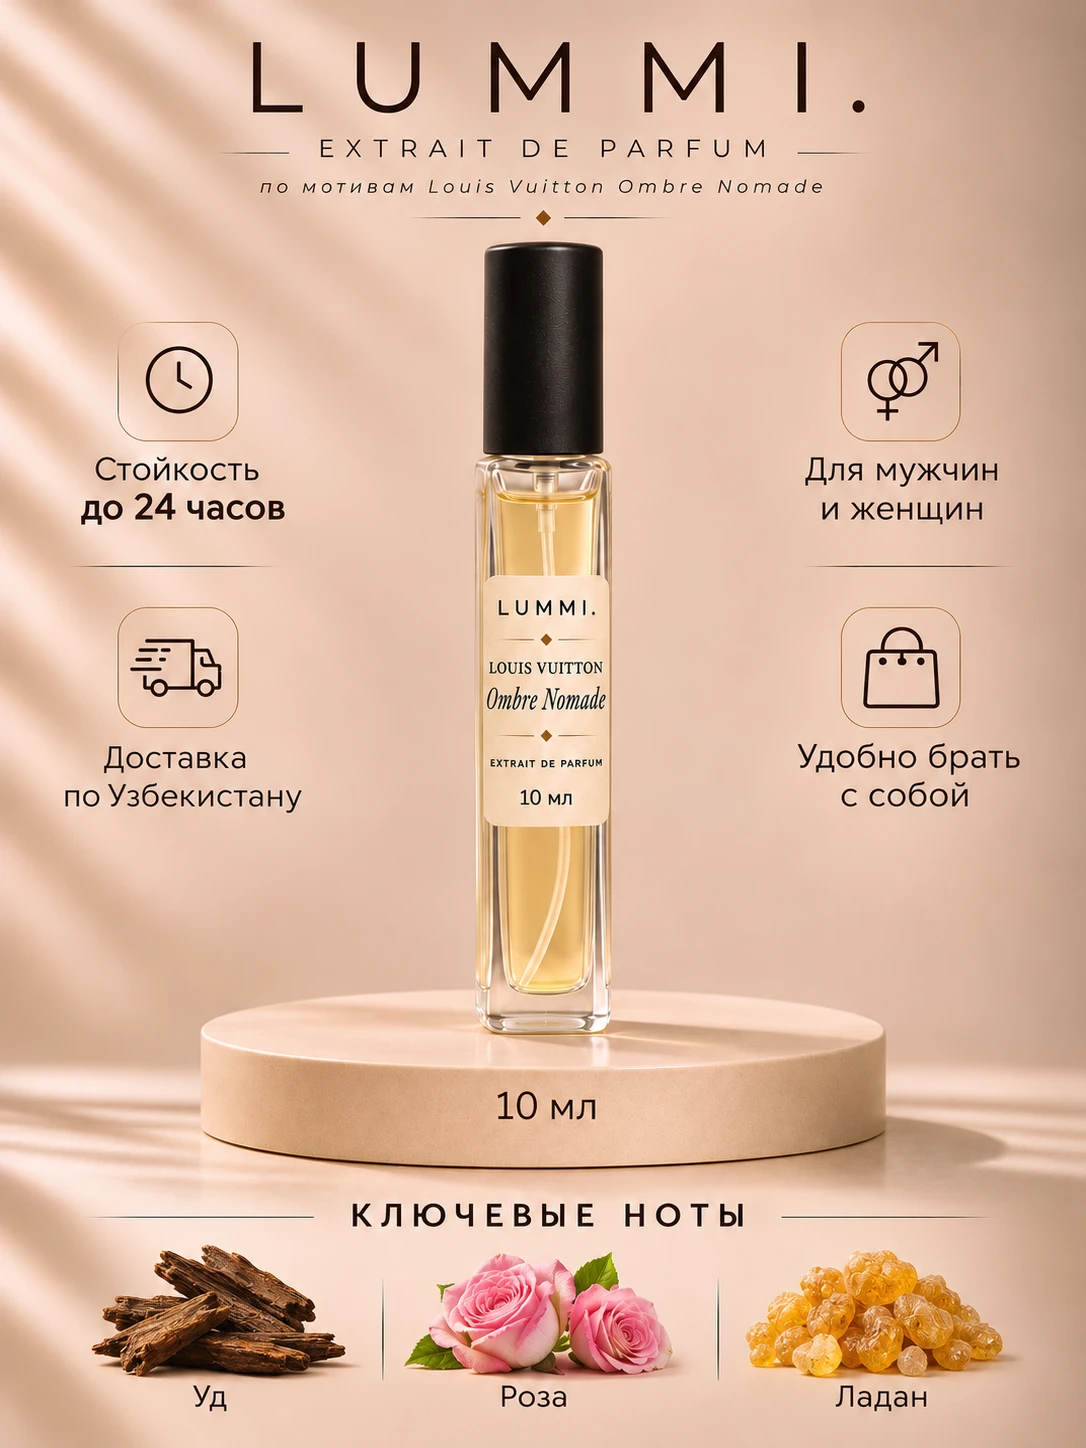 LUMMI.
EXTRAIT DE PARFUM
по мотивам Louis Vuitton Ombre Nomade
Стойкость
до 24 часов
Для мужчин
и женщин
Доставка
по Узбекистану
Удобно брать
с собой
LUMMI.
LOUIS VUITTON
Ombre Nomade
EXTRAIT DE PARFUM
10 мл
10 мл
КЛЮЧЕВЫЕ НОТЫ
Уд
Роза
Ладан